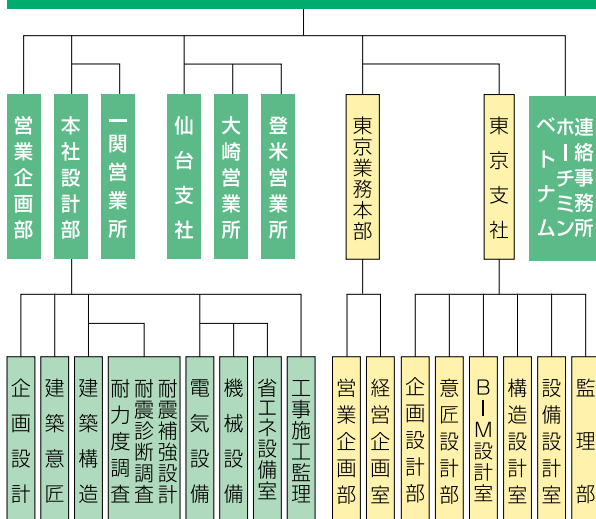 営業企画部
本社設計部
一関営業所
仙台支社
大崎営業所
登米営業所
東京業務本部
東京支社
ベトナム
ホーチミン
連絡事務所
企画設計
建築意匠
建築構造
耐力度調査
耐震診断調査
耐震補強設計
電気設備
機械設備
省エネ設備室
工事施工監理
営業企画部
経営企画室
企画設計部
意匠設計部
BIM設計室
構造設計室
設備設計室
監理部